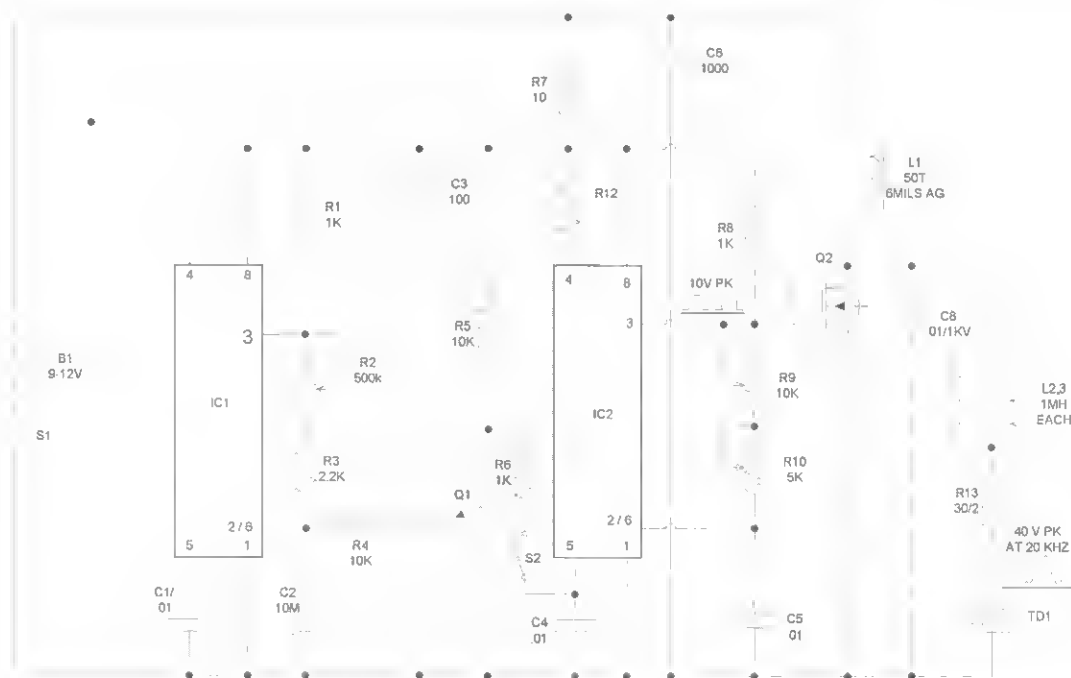 C6
1000
R7
10
L1
50T
6MILS AG
C3
100
R12
R1
1K
R8
1K
Q2
4 8
4 8
10V PK
3
3
R5
10K
C8
01/1KV
B1
9-12V
R2
500k
R9
10K
L2,3
1MH
EACH
IC1
IC2
S1
R3
2.2K
R6
1K
R10
5K
Q1
R13
30/2
2 / 6
2 / 6
40 V PK
AT 20 KHZ
5 1
R4
10K
S2
5 1
C1/
01
C2
10M
C4
.01
C5
01
TD1